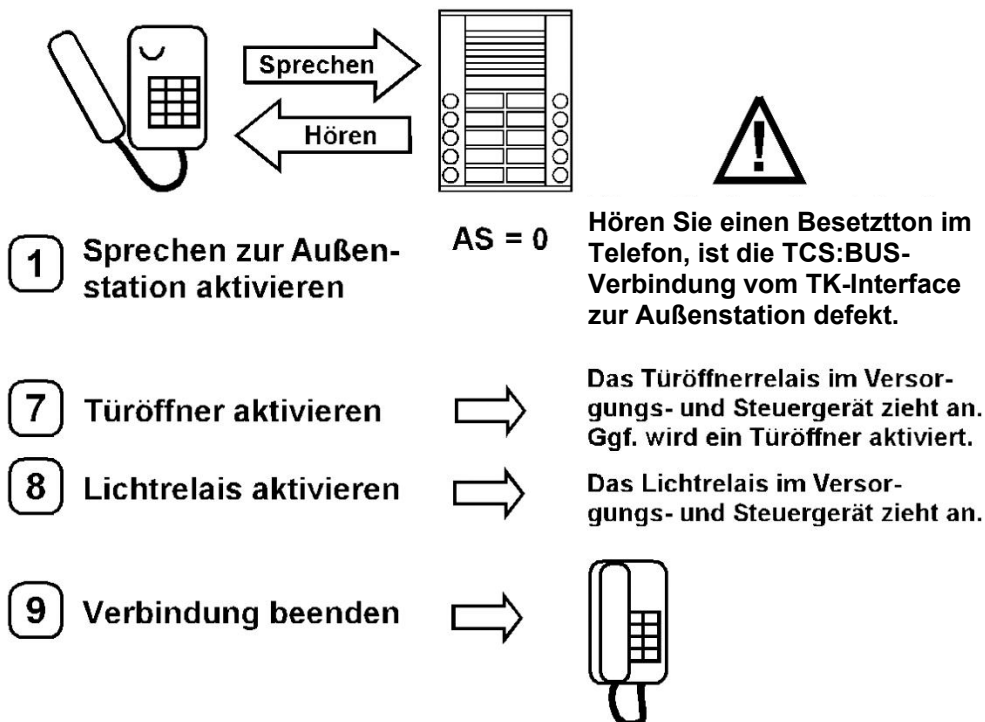 Sprechen
Hören
!
1
Sprechen zur Außen-
station aktivieren
AS = 0
Hören Sie einen Besetztton im
Telefon, ist die TCS:BUS-
Verbindung vom TK-Interface
zur Außenstation defekt.
7
Türöffner aktivieren
Das Türöffnerrelais im Versor-
gungs- und Steuergerät zieht an.
Ggf. wird ein Türöffner aktiviert.
8
Lichtrelais aktivieren
Das Lichtrelais im Versor-
gungs- und Steuergerät zieht an.
9
Verbindung beenden